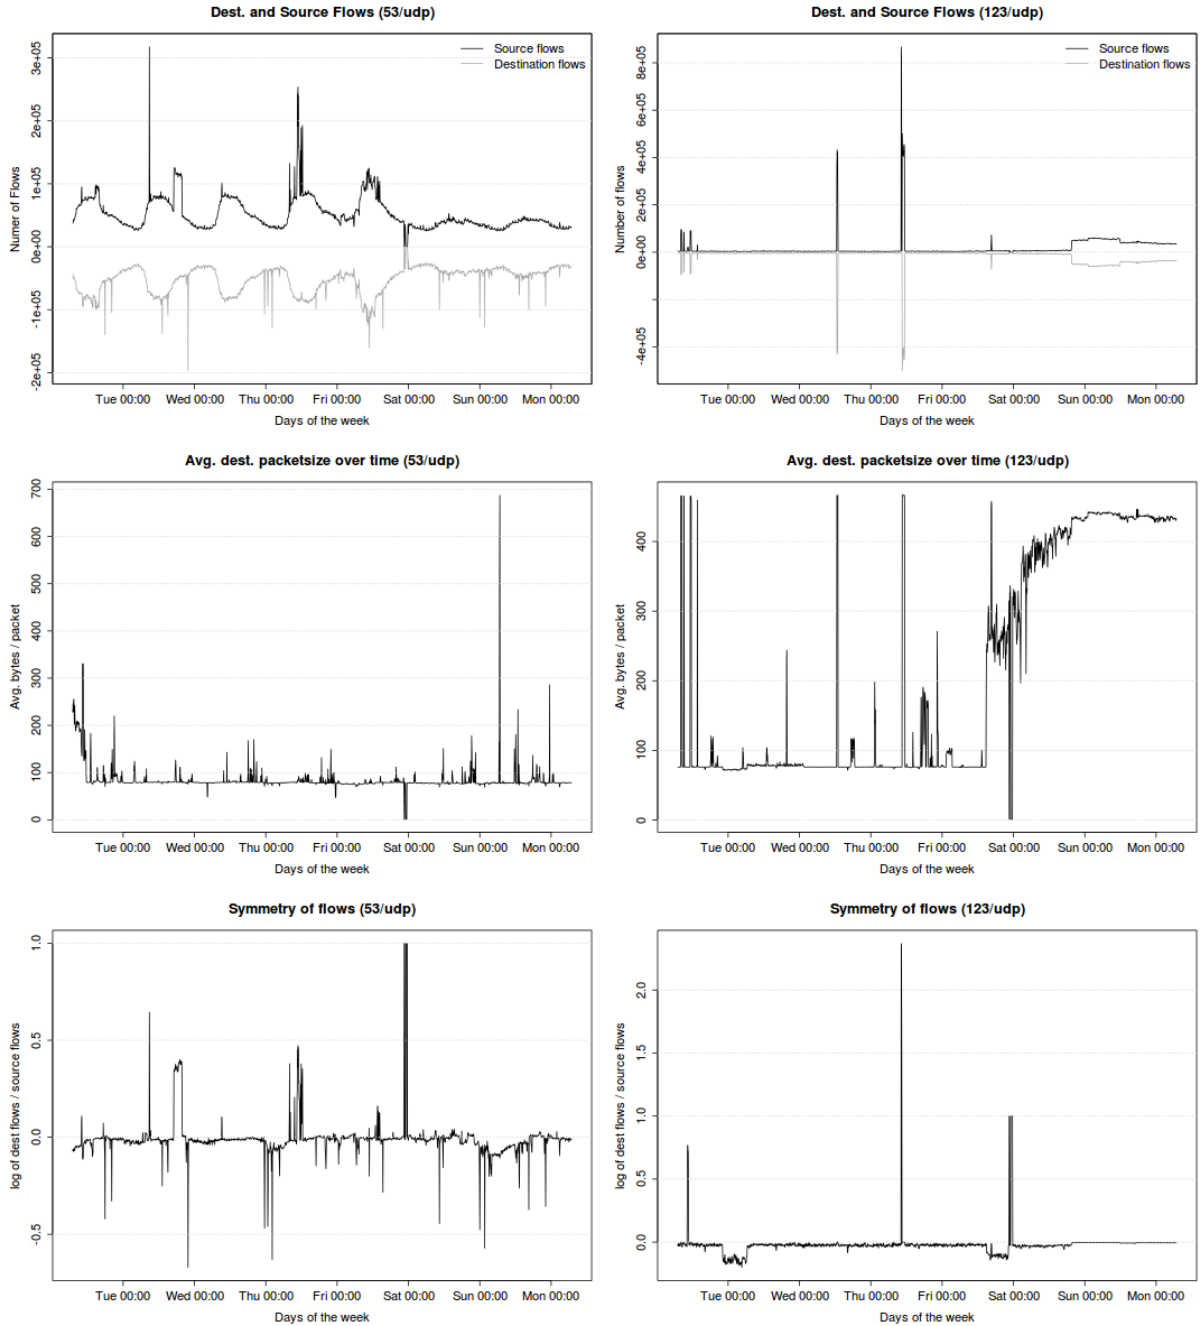 Dest. and Source Flows (53/udp)
Source flows
Destination flows
Numer of Flows
3e+05
2e+05
1e+05
0e+00
-1e+05
-2e+05
Tue 00:00 Wed 00:00 Thu 00:00 Fri 00:00 Sat 00:00 Sun 00:00 Mon 00:00
Days of the week
Dest. and Source Flows (123/udp)
Source flows
Destination flows
Number of flows
8e+05
6e+05
4e+05
2e+05
0e+00
-4e+05
Tue 00:00 Wed 00:00 Thu 00:00 Fri 00:00 Sat 00:00 Sun 00:00 Mon 00:00
Days of the week
Avg. dest. packetsize over time (53/udp)
Avg. bytes / packet
700
600
500
400
300
200
100
0
Tue 00:00 Wed 00:00 Thu 00:00 Fri 00:00 Sat 00:00 Sun 00:00 Mon 00:00
Days of the week
Avg. dest. packetsize over time (123/udp)
Avg. bytes / packet
400
300
200
100
0
Tue 00:00 Wed 00:00 Thu 00:00 Fri 00:00 Sat 00:00 Sun 00:00 Mon 00:00
Days of the week
Symmetry of flows (53/udp)
log of dest flows / source flows
1.0
0.5
0.0
-0.5
Tue 00:00 Wed 00:00 Thu 00:00 Fri 00:00 Sat 00:00 Sun 00:00 Mon 00:00
Days of the week
Symmetry of flows (123/udp)
log of dest flows / source flows
2.0
1.5
1.0
0.5
0.0
Tue 00:00 Wed 00:00 Thu 00:00 Fri 00:00 Sat 00:00 Sun 00:00 Mon 00:00
Days of the week